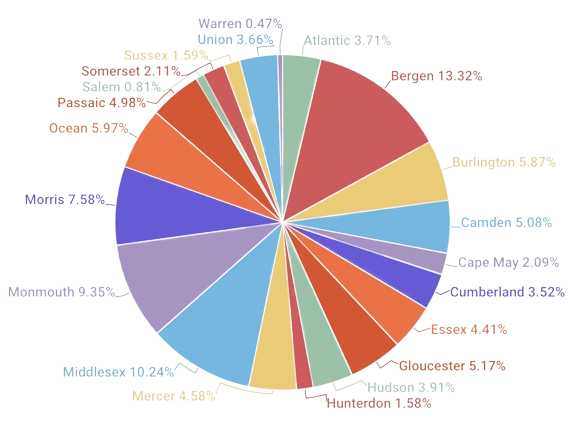 Warren 0.47%
Union 3.66%
Atlantic 3.71%
Sussex 1.59%
Somerset 2.11%
Bergen 13.32%
Salem 0.81%
Passaic 4.98%
Ocean 5.97%
Burlington 5.87%
Morris 7.58%
Camden 5.08%
Cape May 2.09%
Monmouth 9.35%
Cumberland 3.52%
Essex 4.41%
Gloucester 5.17%
Middlesex 10.24%
Hudson 3.91%
Mercer 4.58%
Hunterdon 1.58%